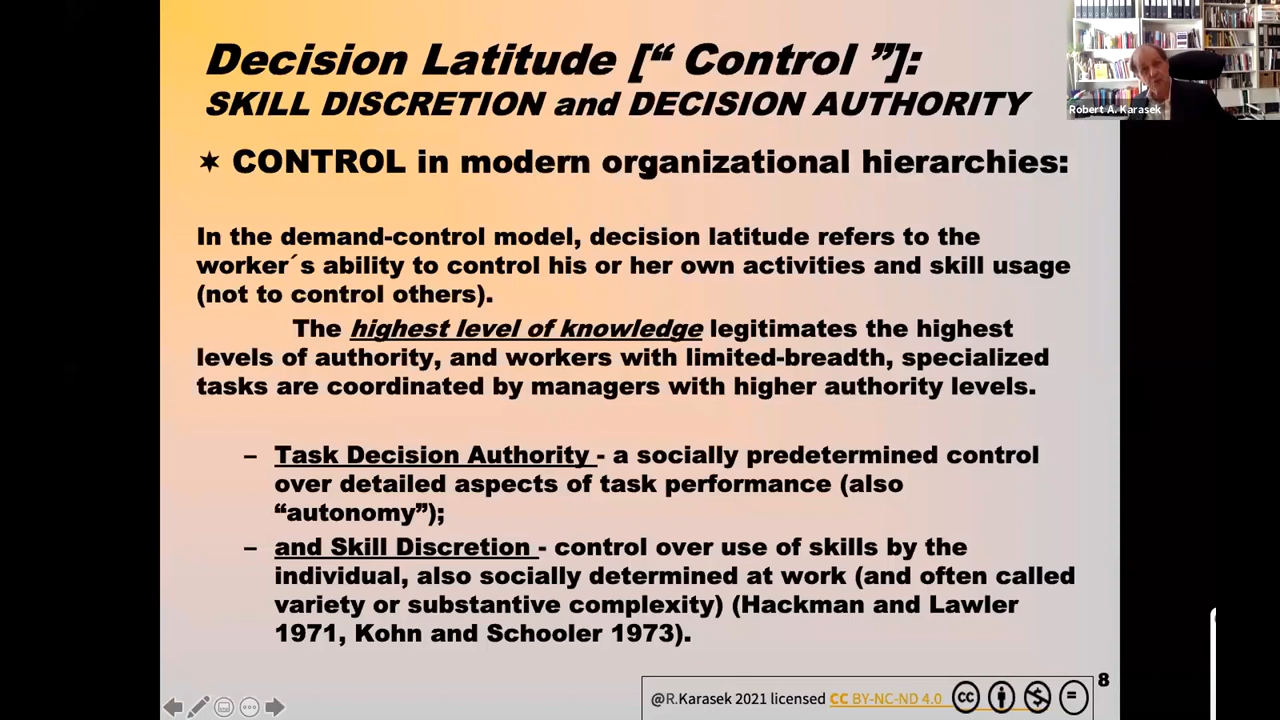 Decision Latitude [“ Control ”]:
SKILL DISCRETION and DECISION AUTHORITY
Robert A. Karasek
✶ CONTROL in modern organizational hierarchies:
In the demand-control model, decision latitude refers to the
worker´s ability to control his or her own activities and skill usage
(not to control others).
The highest level of knowledge legitimates the highest
levels of authority, and workers with limited-breadth, specialized
tasks are coordinated by managers with higher authority levels.
– Task Decision Authority - a socially predetermined control
over detailed aspects of task performance (also
“autonomy”);
– and Skill Discretion - control over use of skills by the
individual, also socially determined at work (and often called
variety or substantive complexity) (Hackman and Lawler
1971, Kohn and Schooler 1973).
8
@R.Karasek 2021 licensed CC BY-NC-ND 4.0